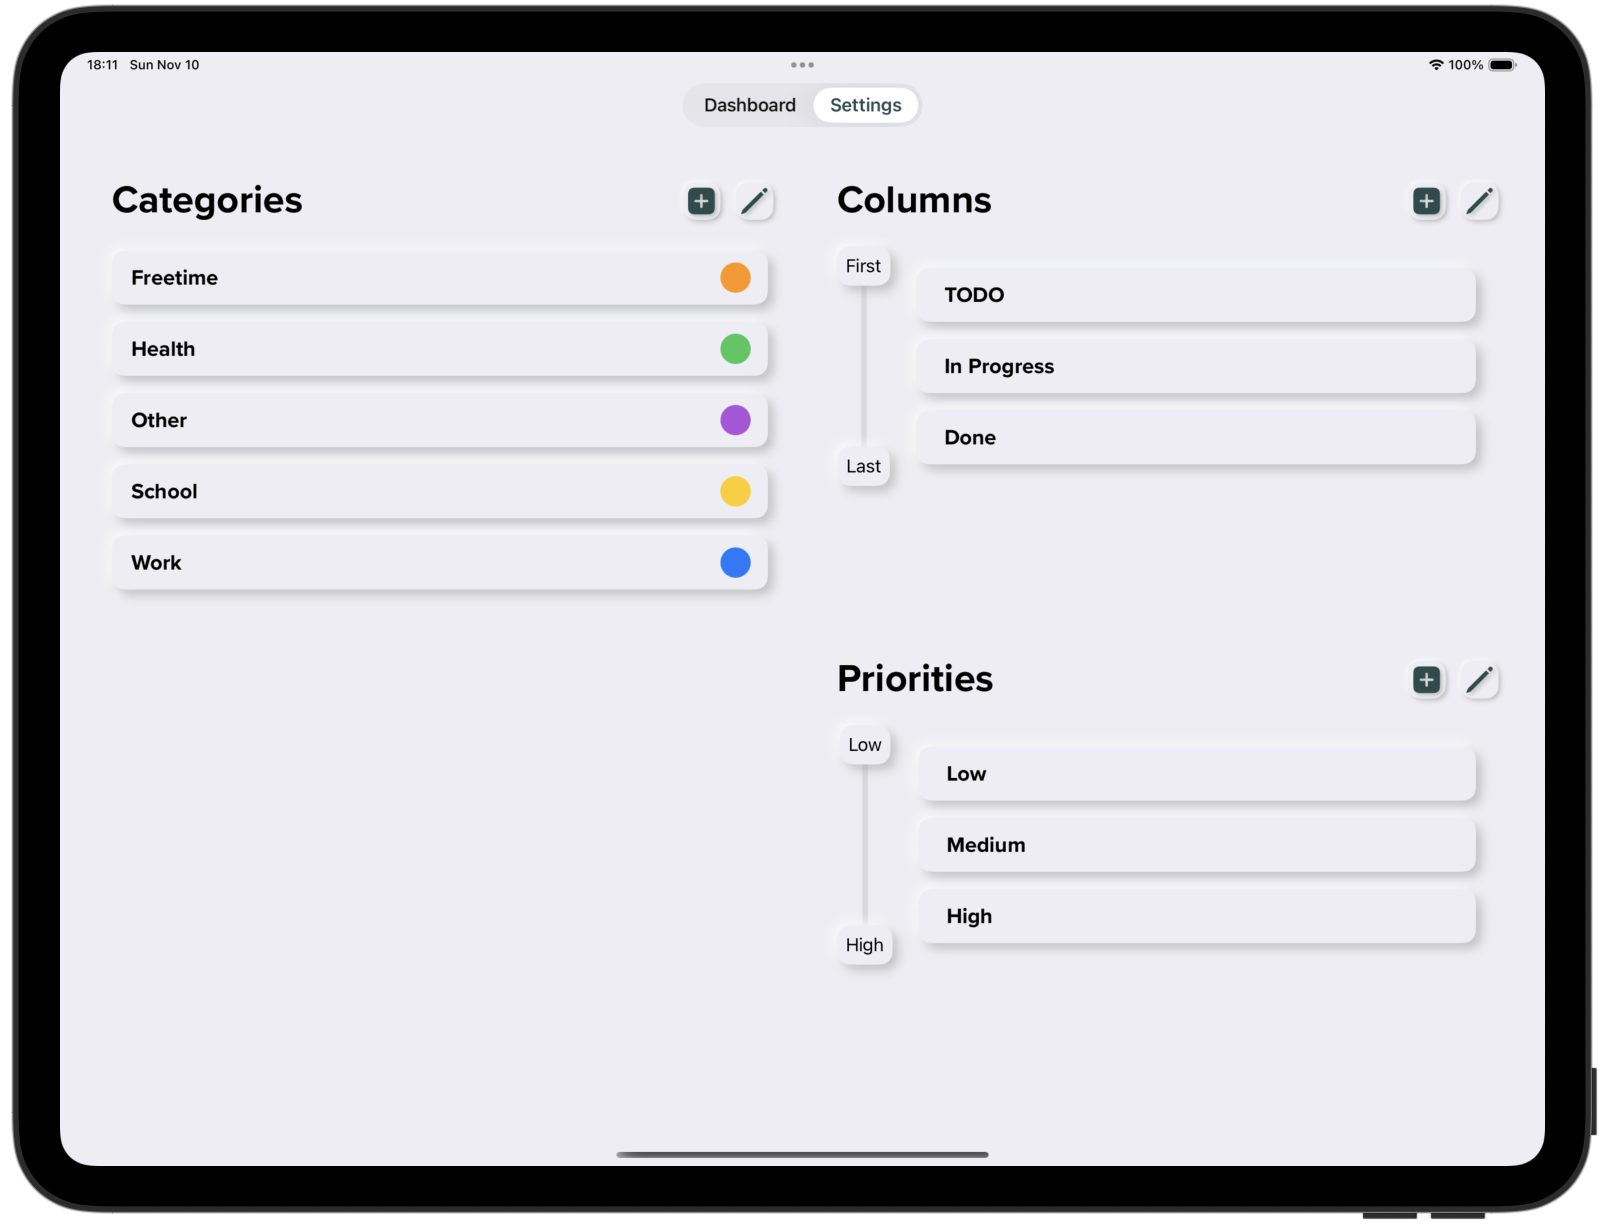 18:11 Sun Nov 10
100%
Dashboard Settings
Categories
Freetime
Health
Other
School
Work
Columns
First
TODO
In Progress
Done
Last
Priorities
Low
Low
Medium
High
High